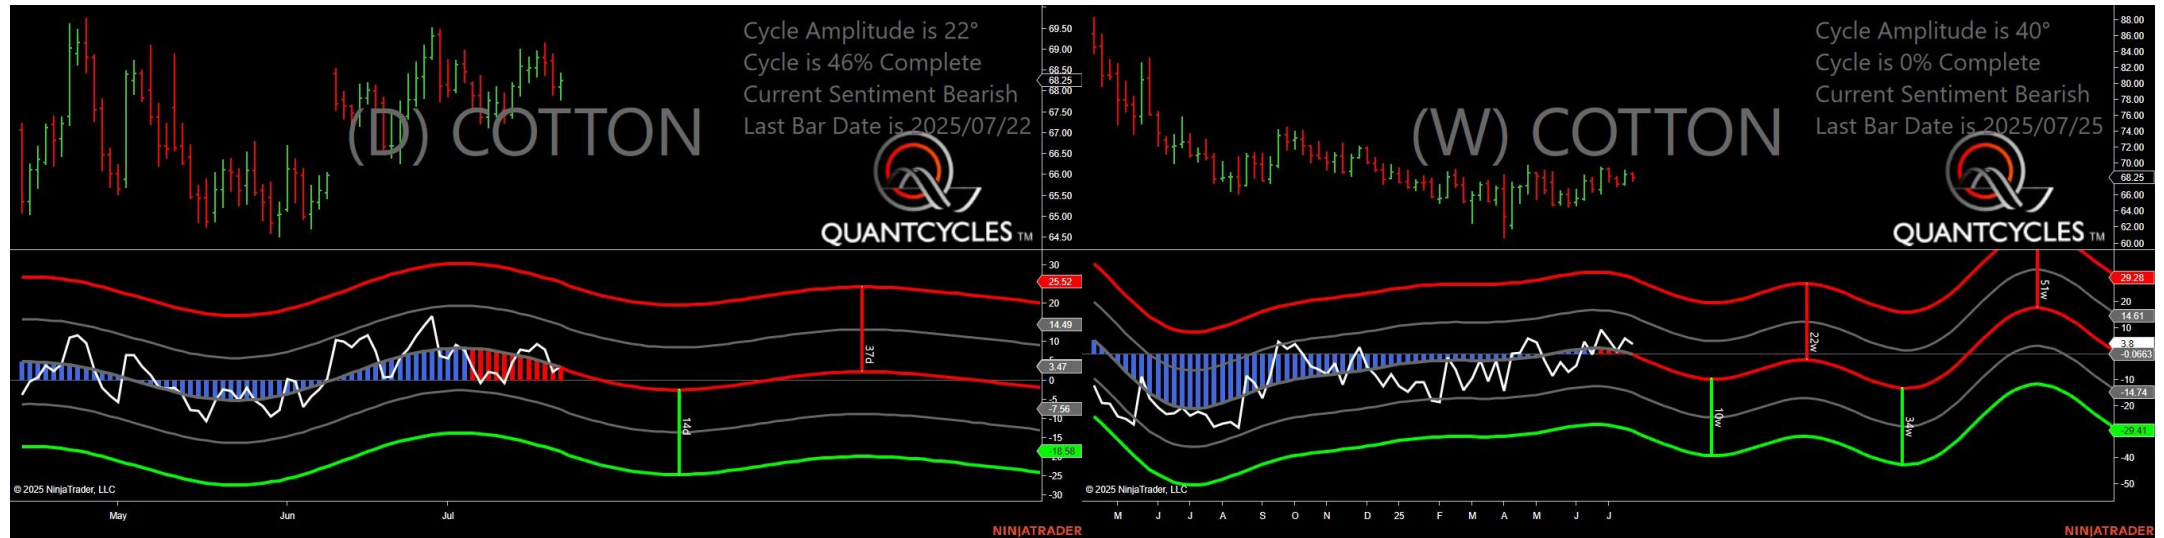 Cycle Amplitude is 22°
Cycle is 46% Complete
Current Sentiment Bearish
Last Bar Date is 2025/07/22
(D) COTTON
QUANTCYCLES TM
69.50
69.00
68.50
68.25
68.00
67.50
67.00
66.50
66.00
65.50
65.00
64.50
30
25.52
20
14.49
10
5
3.47
0
-5
-7.56
-10
-15
-18.58
-25
-30
37d
14d
© 2025 NinjaTrader, LLC
May
Jun
Jul
NINJATRADER
Cycle Amplitude is 40°
Cycle is 0% Complete
Current Sentiment Bearish
Last Bar Date is 2025/07/25
(W) COTTON
QUANTCYCLES TM
88.00
86.00
84.00
82.00
80.00
78.00
76.00
74.00
72.00
70.00
68.25
66.00
64.00
62.00
60.00
29.28
20
14.61
10
3.8
-0.0663
-10
-14.74
-20
-29.41
-40
-50
10w
22w
34w
51w
© 2025 NinjaTrader, LLC
M
J
J
A
S
O
N
D
25
F
M
A
M
J
J
NINJATRADER